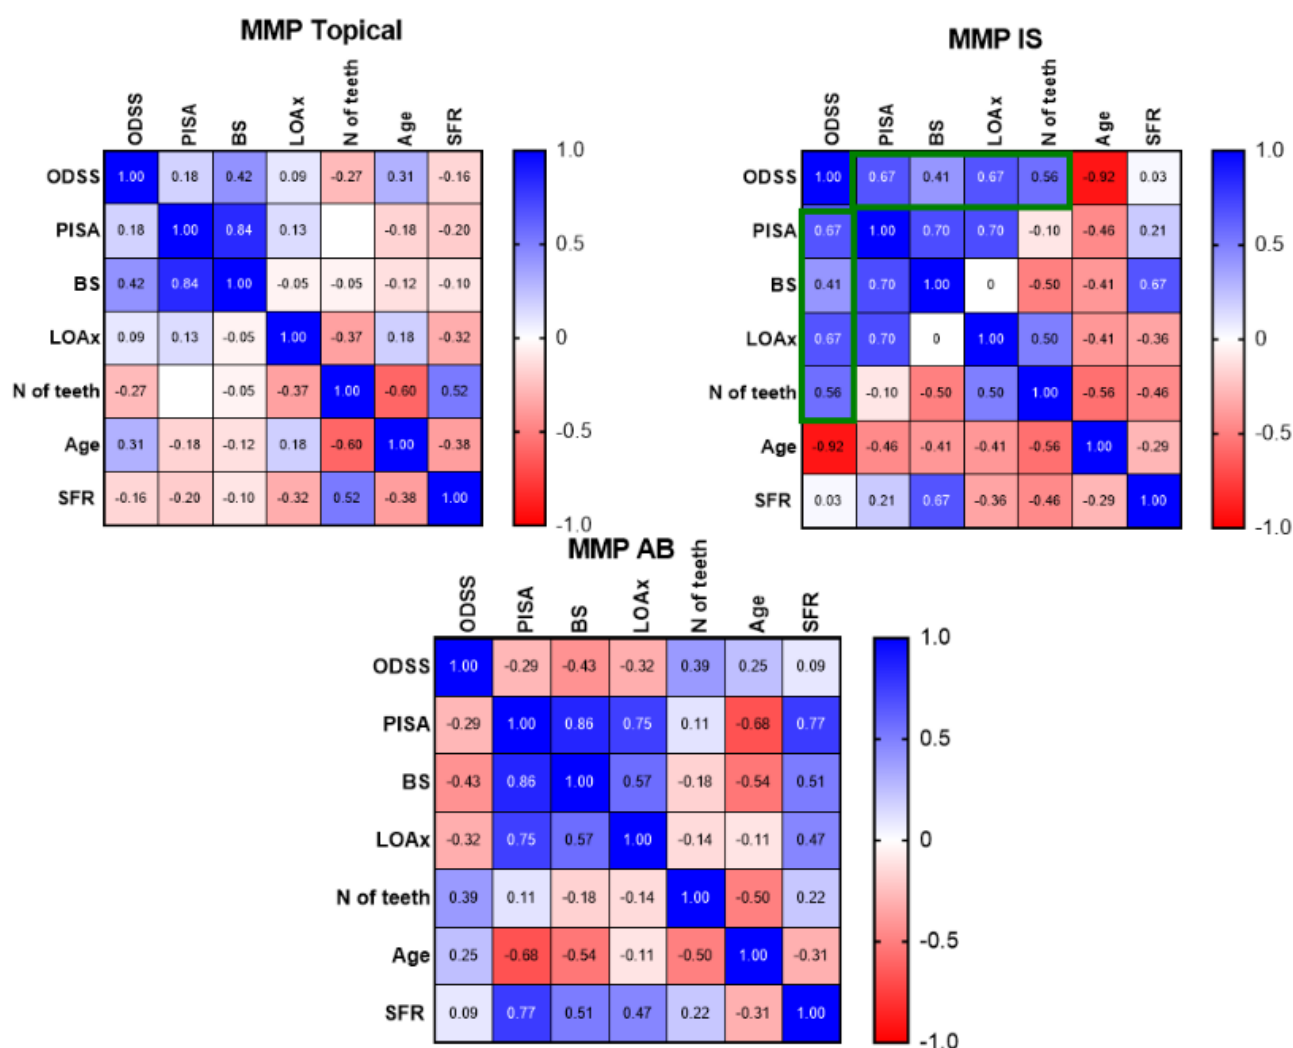 MMP Topical
ODSS PISA BS LOAx N of teeth Age SFR
ODSS 1.00 0.18 0.42 0.09 -0.27 0.31 -0.16
PISA 0.18 1.00 0.84 0.13 -0.18 -0.20
BS 0.42 0.84 1.00 -0.05 -0.05 -0.12 -0.10
LOAx 0.09 0.13 -0.05 1.00 -0.37 0.18 -0.32
N of teeth -0.27 -0.05 -0.37 1.00 -0.60 0.52
Age 0.31 -0.18 -0.12 0.18 -0.60 1.00 -0.38
SFR -0.16 -0.20 -0.10 -0.32 0.52 -0.38 1.00
1.0
0.5
0
-0.5
-1.0
MMP IS
ODSS PISA BS LOAx N of teeth Age SFR
ODSS 1.00 0.67 0.41 0.67 0.56 -0.92 0.03
PISA 0.67 1.00 0.70 0.70 -0.10 -0.46 0.21
BS 0.41 0.70 1.00 0 -0.50 -0.41 0.67
LOAx 0.67 0.70 0 1.00 0.50 -0.41 -0.36
N of teeth 0.56 -0.10 -0.50 0.50 1.00 -0.56 -0.46
Age -0.92 -0.46 -0.41 -0.41 -0.56 1.00 -0.29
SFR 0.03 0.21 0.67 -0.36 -0.46 -0.29 1.00
1.0
0.5
0
-0.5
-1.0
MMP AB
ODSS PISA BS LOAx N of teeth Age SFR
ODSS 1.00 -0.29 -0.43 -0.32 0.39 0.25 0.09
PISA -0.29 1.00 0.86 0.75 0.11 -0.68 0.77
BS -0.43 0.86 1.00 0.57 -0.18 -0.54 0.51
LOAx -0.32 0.75 0.57 1.00 -0.14 -0.11 0.47
N of teeth 0.39 0.11 -0.18 -0.14 1.00 -0.50 0.22
Age 0.25 -0.68 -0.54 -0.11 -0.50 1.00 -0.31
SFR 0.09 0.77 0.51 0.47 0.22 -0.31 1.00
1.0
0.5
0
-0.5
-1.0